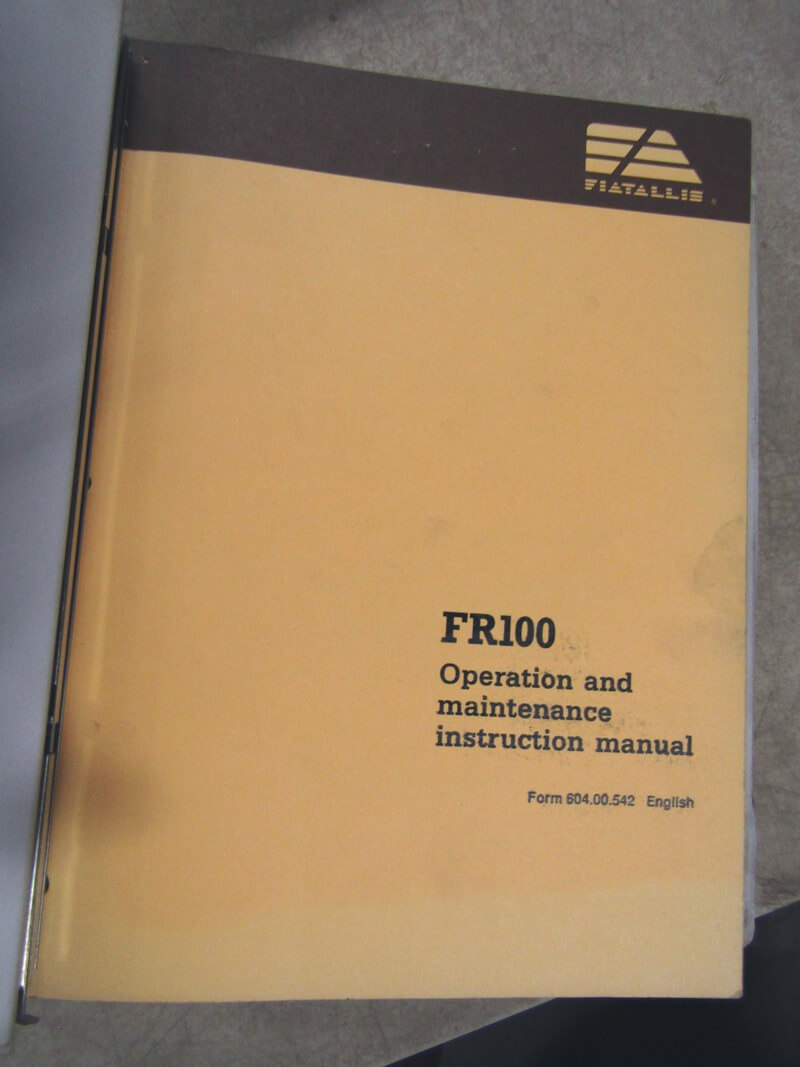 FIATALLIS ®
FR100
Operation and
maintenance
instruction manual
Form 604.00.542 English